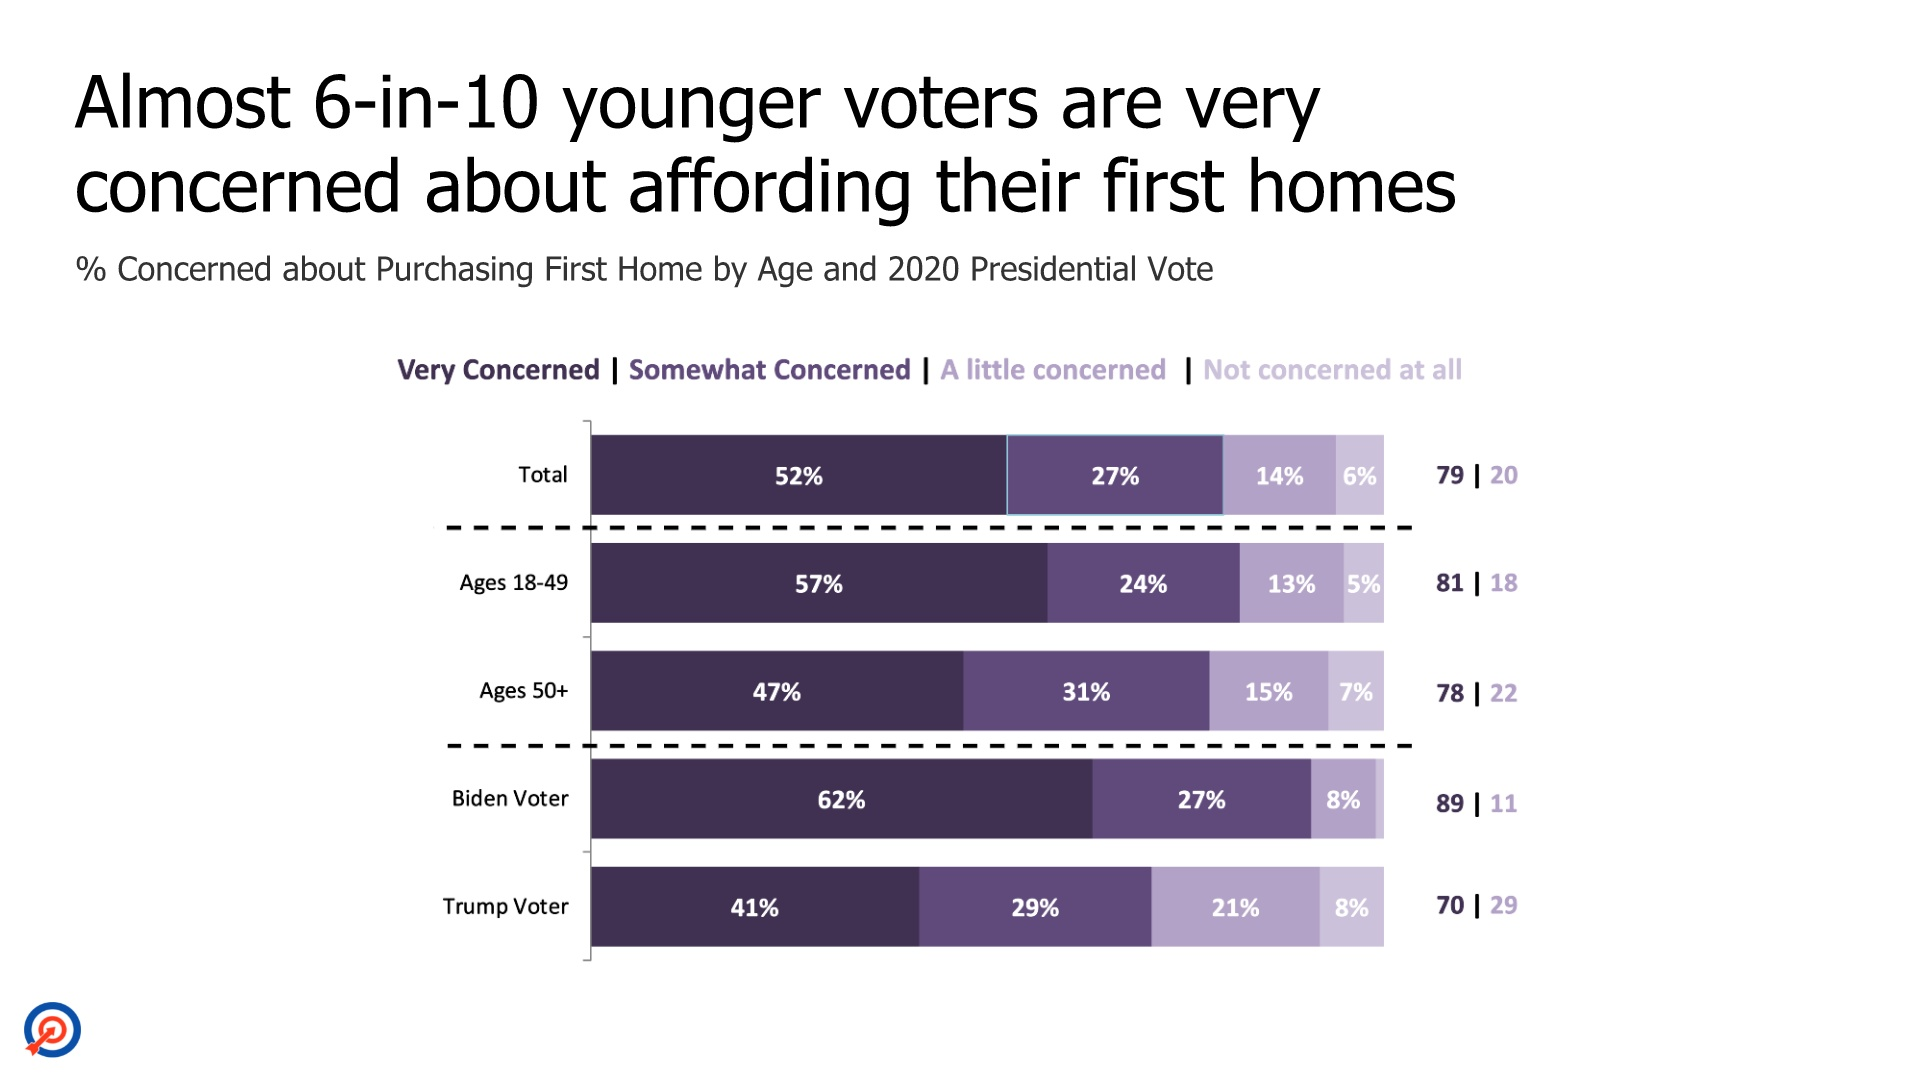 Almost 6-in-10 younger voters are very
concerned about affording their first homes
% Concerned about Purchasing First Home by Age and 2020 Presidential Vote
Very Concerned | Somewhat Concerned | A little concerned | Not concerned at all
Total 52% 27% 14% 6% 79 | 20
Ages 18-49 57% 24% 13% 5% 81 | 18
Ages 50+ 47% 31% 15% 7% 78 | 22
Biden Voter 62% 27% 8% 89 | 11
Trump Voter 41% 29% 21% 8% 70 | 29